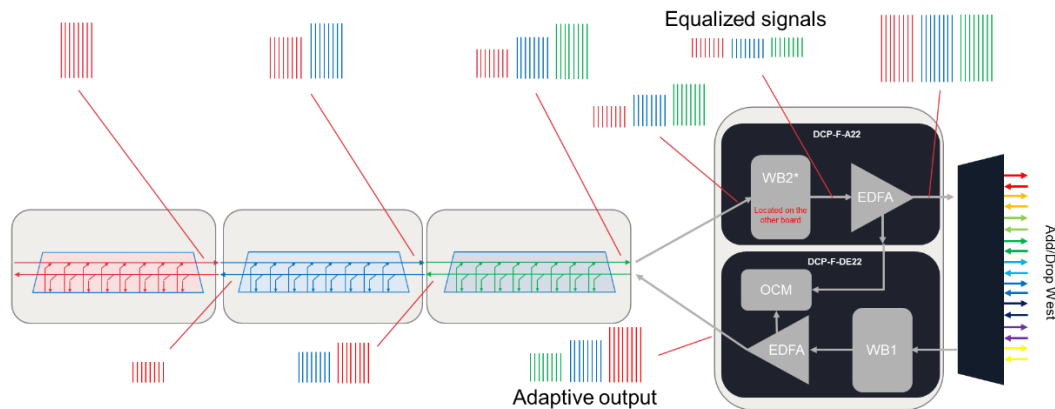 Equalized signals
DCP-F-A22
WB2*
Located on the
other board
EDFA
DCP-F-DE22
OCM
EDFA
WB1
Adaptive output
Add/Drop West